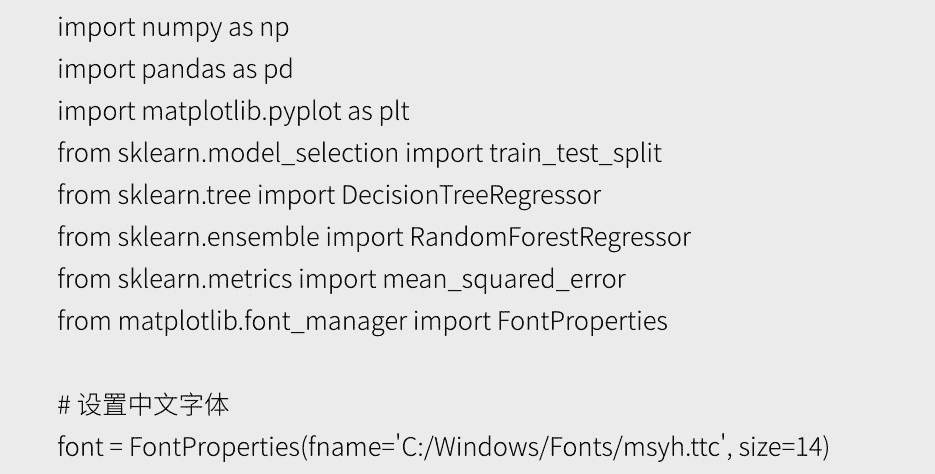 import numpy as np
import pandas as pd
import matplotlib.pyplot as plt
from sklearn.model_selection import train_test_split
from sklearn.tree import DecisionTreeRegressor
from sklearn.ensemble import RandomForestRegressor
from sklearn.metrics import mean_squared_error
from matplotlib.font_manager import FontProperties

# 设置中文字体
font = FontProperties(fname='C:/Windows/Fonts/msyh.ttc', size=14)